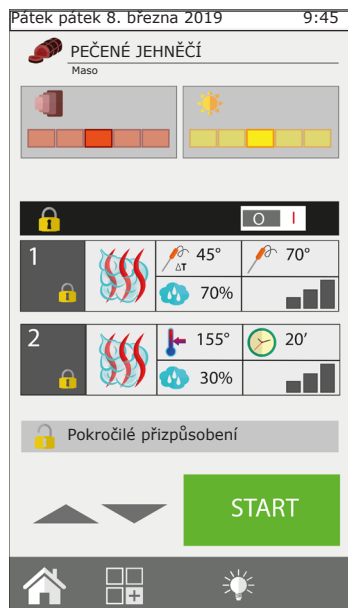 Pátek pátek 8. března 2019 9:45
PEČENÉ JEHNĚČÍ
Maso
O I
1 45° 70°
ΔT
70%
2 155° 20’
30%
Pokročilé přizpůsobení
START